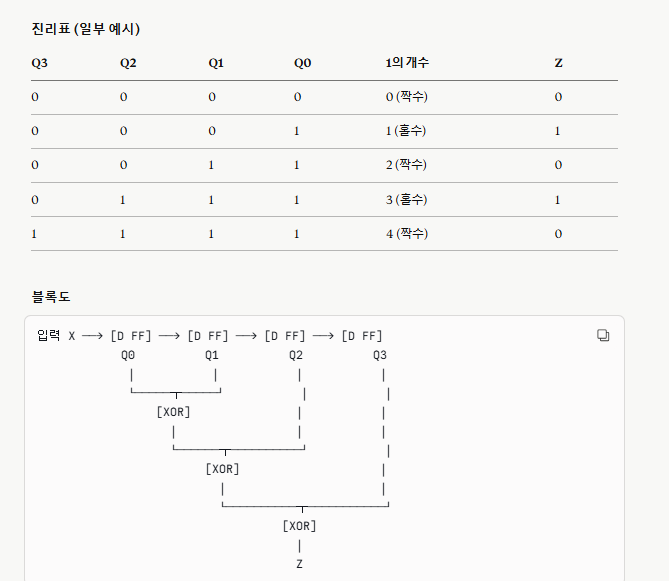 진리표 (일부 예시)
Q3 Q2 Q1 Q0 1의 개수 Z
0 0 0 0 0 (짝수) 0
0 0 0 1 1 (홀수) 1
0 0 1 1 2 (짝수) 0
0 1 1 1 3 (홀수) 1
1 1 1 1 4 (짝수) 0
블록도
입력 X ──→ [D FF] ──→ [D FF] ──→ [D FF] ──→ [D FF]
Q0 Q1 Q2 Q3
[XOR]
[XOR]
[XOR]
Z